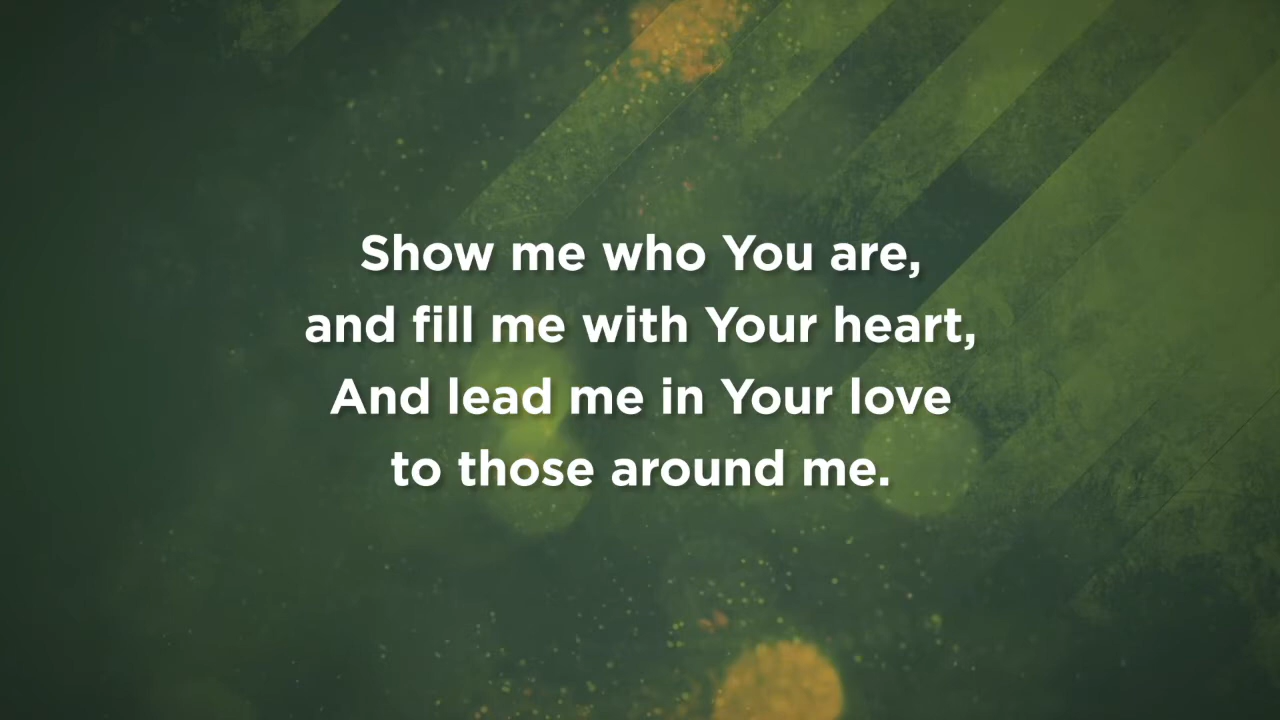 Show me who You are,
and fill me with Your heart,
And lead me in Your love
to those around me.